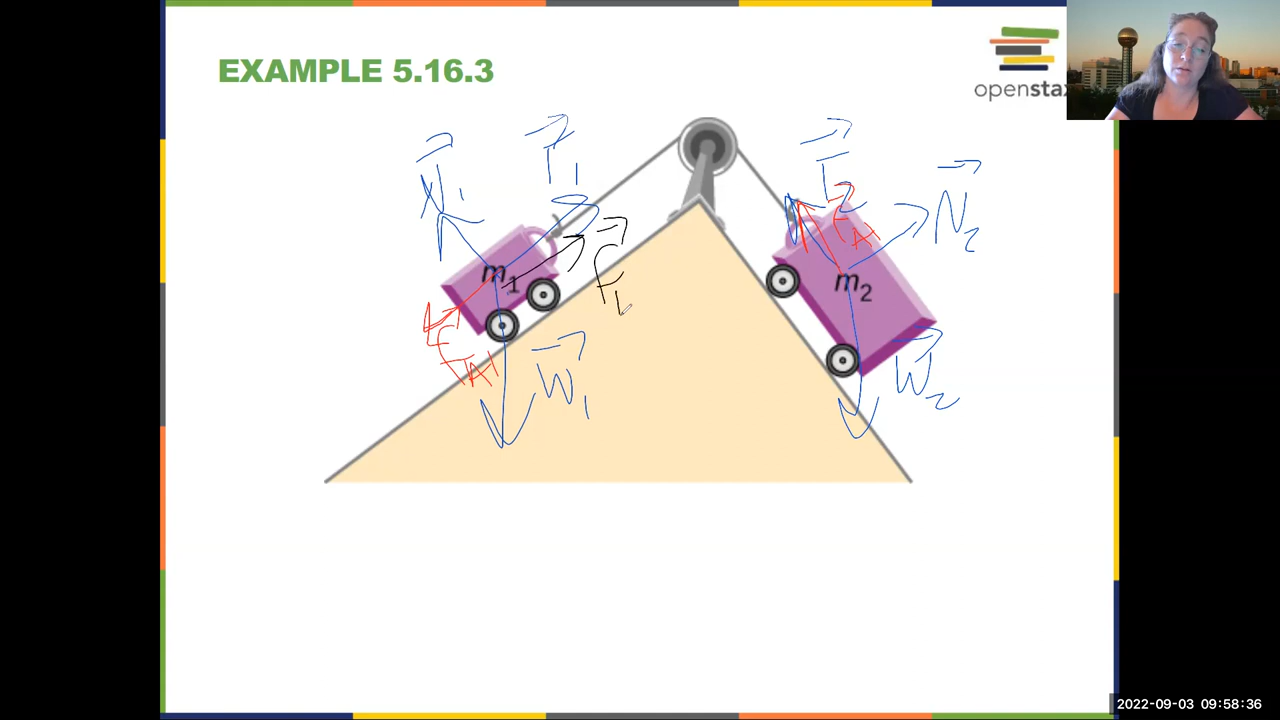 EXAMPLE 5.16.3
openstax
N1
T1
T2
N2
fA
f1
m1
m2
fA1
W1
W2
2022-09-03 09:58:36